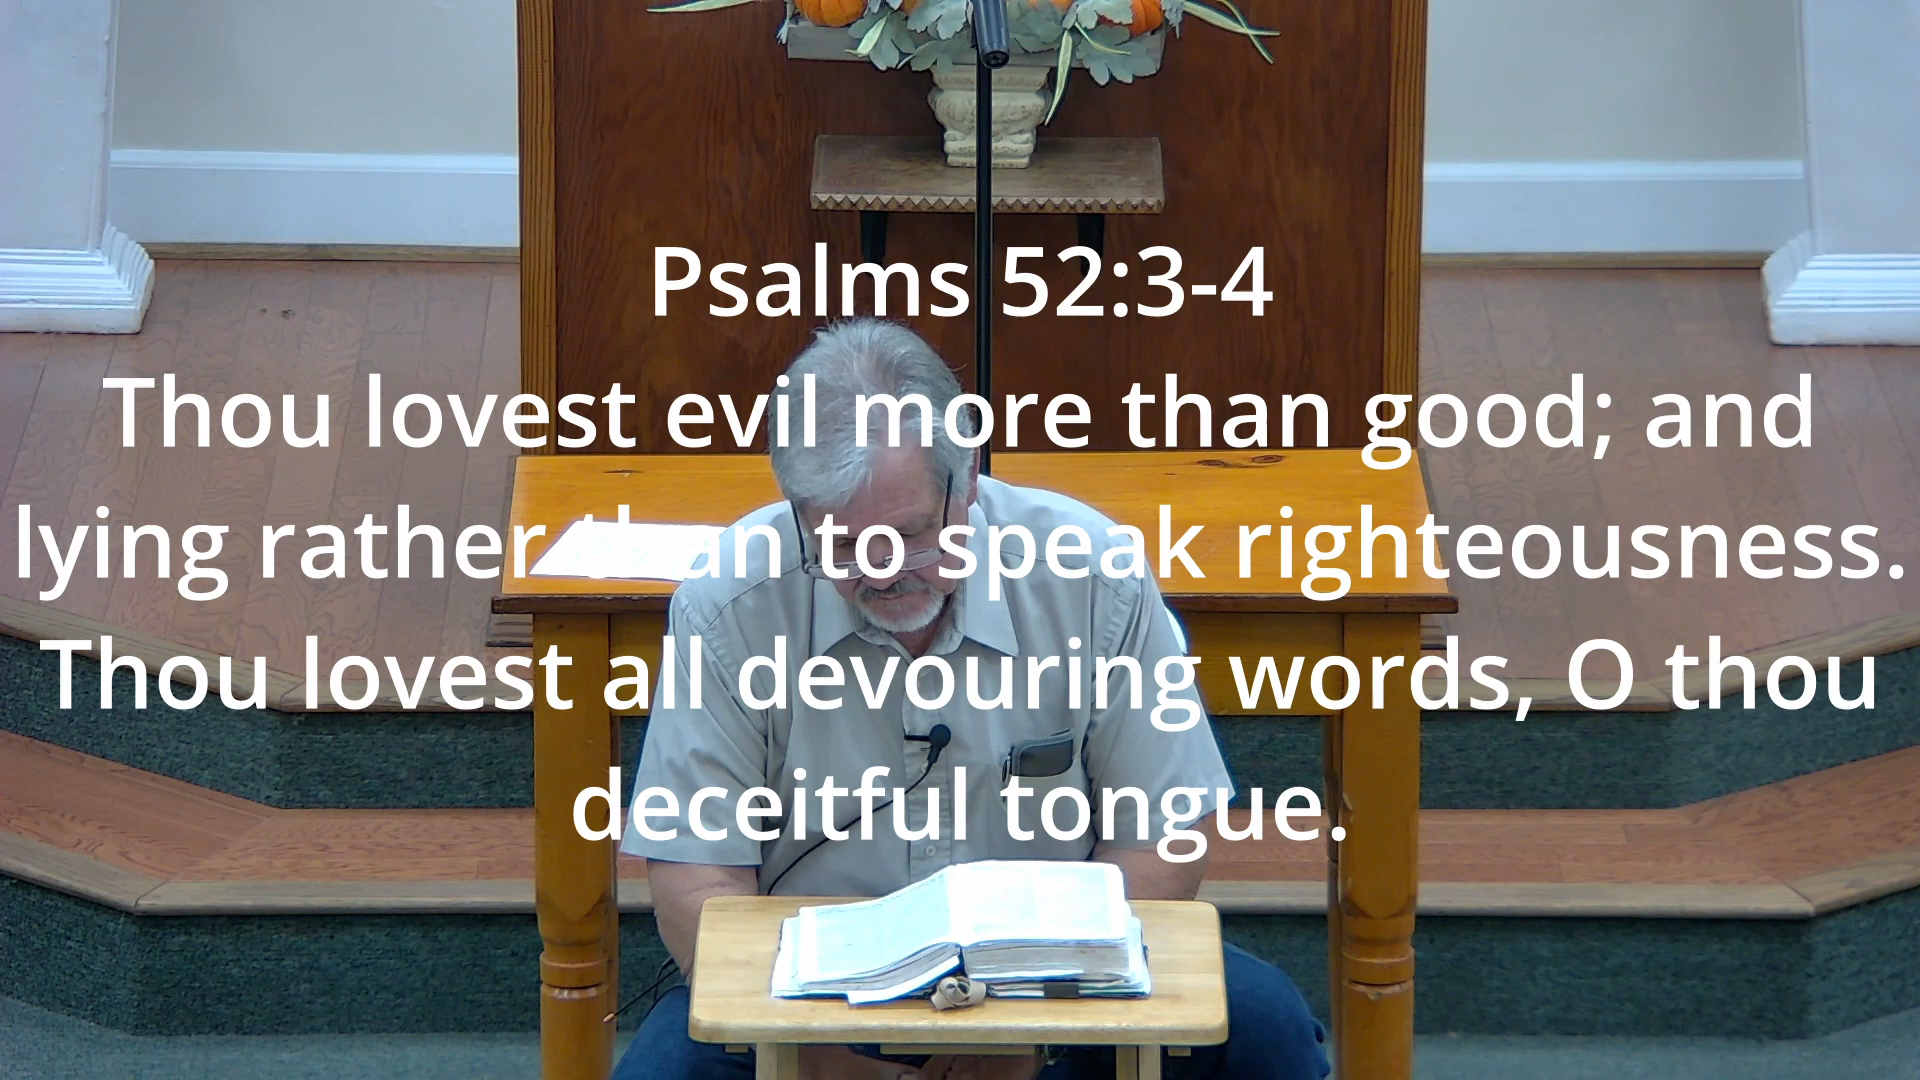 Psalms 52:3-4
Thou lovest evil more than good; and
lying rather than to speak righteousness.
Thou lovest all devouring words, O thou
deceitful tongue.